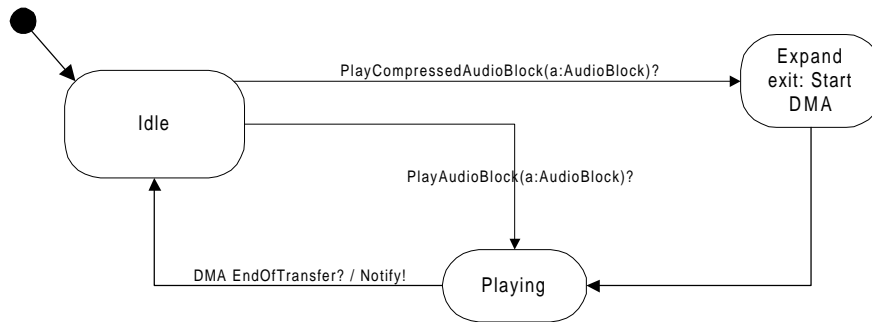 PlayCompressedAudioBlock(a:AudioBlock)?
Expand
exit: Start
DMA
Idle
PlayAudioBlock(a:AudioBlock)?
DMA EndOfTransfer? / Notify!
Playing